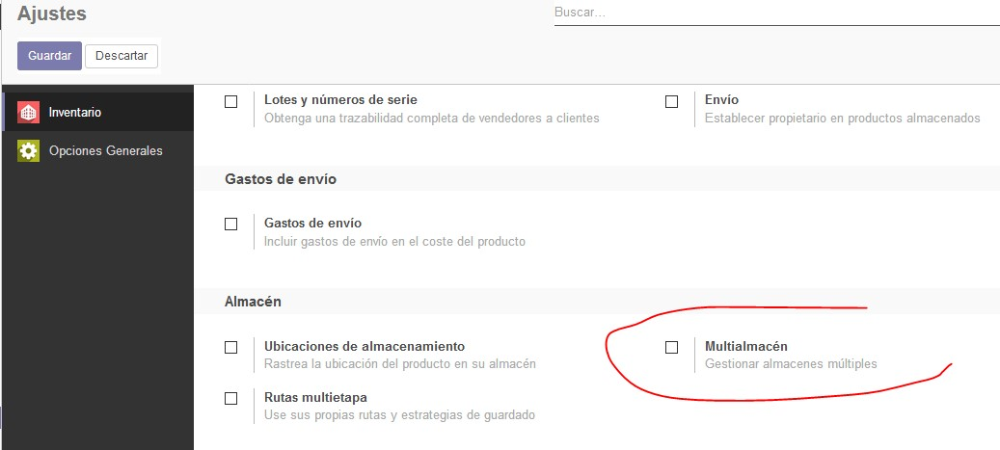 Ajustes
Buscar...
Guardar
Descartar
Inventario
Opciones Generales
Lotes y números de serie
Obtenga una trazabilidad completa de vendedores a clientes
Envío
Establecer propietario en productos almacenados
Gastos de envío
Gastos de envío
Incluir gastos de envío en el coste del producto
Almacén
Ubicaciones de almacenamiento
Rastrea la ubicación del producto en su almacén
Multialmacén
Gestionar almacenes múltiples
Rutas multietapa
Use sus propias rutas y estrategias de guardado